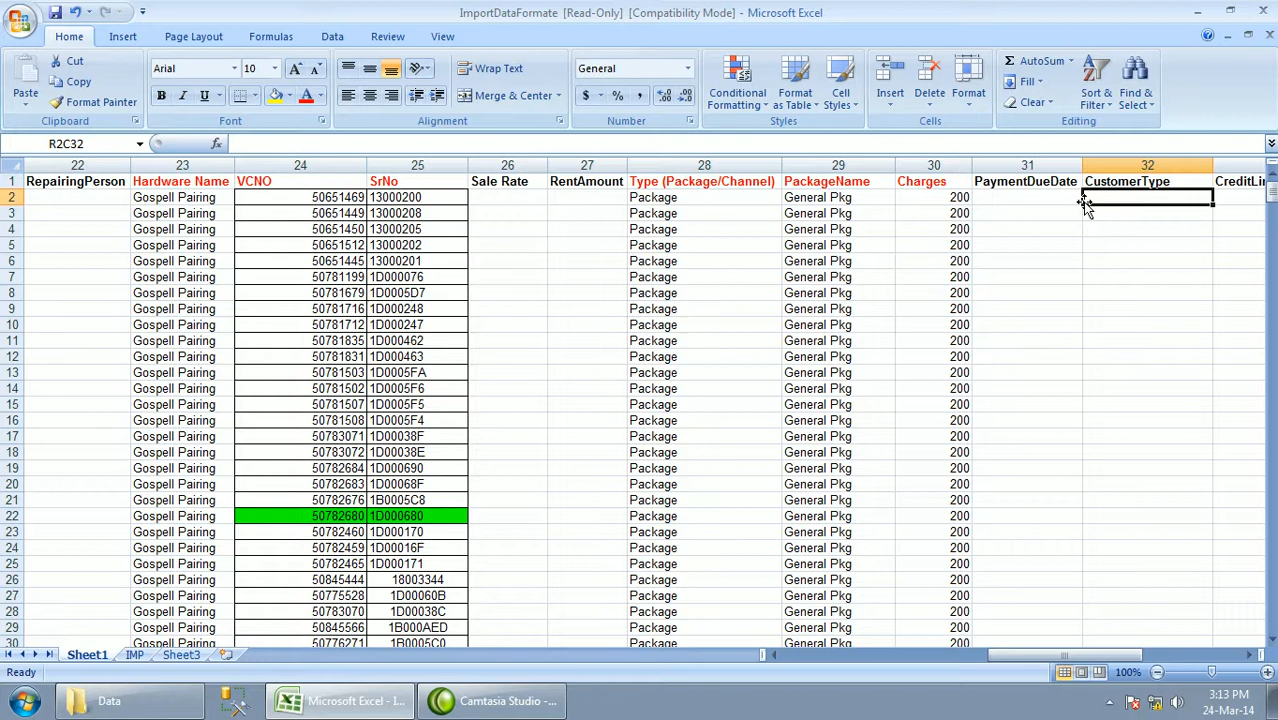 ImportDataFormate [Read-Only] [Compatibility Mode] - Microsoft Excel
Home Insert Page Layout Formulas Data Review View
Cut Arial 10 Wrap Text General AutoSum
Copy Fill
Paste Format Painter B I U A Merge & Center $ % , Conditional Formatting Format as Table Cell Styles Insert Delete Format Clear Sort & Filter Find & Select
Clipboard Font Alignment Number Styles Cells Editing
R2C32 fx
22 23 24 25 26 27 28 29 30 31 32
1 RepairingPerson Hardware Name VCNO SrNo Sale Rate RentAmount Type (Package/Channel) PackageName Charges PaymentDueDate CustomerType CreditLi
2 Gospell Pairing 50651469 13000200 Package General Pkg 200
3 Gospell Pairing 50651449 13000208 Package General Pkg 200
4 Gospell Pairing 50651450 13000205 Package General Pkg 200
5 Gospell Pairing 50651512 13000202 Package General Pkg 200
6 Gospell Pairing 50651445 13000201 Package General Pkg 200
7 Gospell Pairing 50781199 1D000076 Package General Pkg 200
8 Gospell Pairing 50781679 1D0005D7 Package General Pkg 200
9 Gospell Pairing 50781716 1D000248 Package General Pkg 200
10 Gospell Pairing 50781712 1D000247 Package General Pkg 200
11 Gospell Pairing 50781835 1D000462 Package General Pkg 200
12 Gospell Pairing 50781831 1D000463 Package General Pkg 200
13 Gospell Pairing 50781503 1D0005FA Package General Pkg 200
14 Gospell Pairing 50781501 1D0005F6 Package General Pkg 200
15 Gospell Pairing 50781507 1D0005F5 Package General Pkg 200
16 Gospell Pairing 50781508 1D0005F4 Package General Pkg 200
17 Gospell Pairing 50783071 1D00038F Package General Pkg 200
18 Gospell Pairing 50783072 1D00038E Package General Pkg 200
19 Gospell Pairing 50782684 1D000690 Package General Pkg 200
20 Gospell Pairing 50782683 1D00068F Package General Pkg 200
21 Gospell Pairing 50782676 1B0005C8 Package General Pkg 200
22 Gospell Pairing 50782680 1D000680 Package General Pkg 200
23 Gospell Pairing 50782460 1D000170 Package General Pkg 200
24 Gospell Pairing 50782459 1D00016F Package General Pkg 200
25 Gospell Pairing 50782465 1D000171 Package General Pkg 200
26 Gospell Pairing 50845444 18003344 Package General Pkg 200
27 Gospell Pairing 50775528 1D00060B Package General Pkg 200
28 Gospell Pairing 50783070 1D00038C Package General Pkg 200
29 Gospell Pairing 50845566 1B000AED Package General Pkg 200
30 Gospell Pairing 50776271 1B0005C0 Package General Pkg 200
Sheet1 IMP Sheet3
Ready 100%
Data Microsoft Excel - I... Camtasia Studio -... 3:13 PM
24-Mar-14